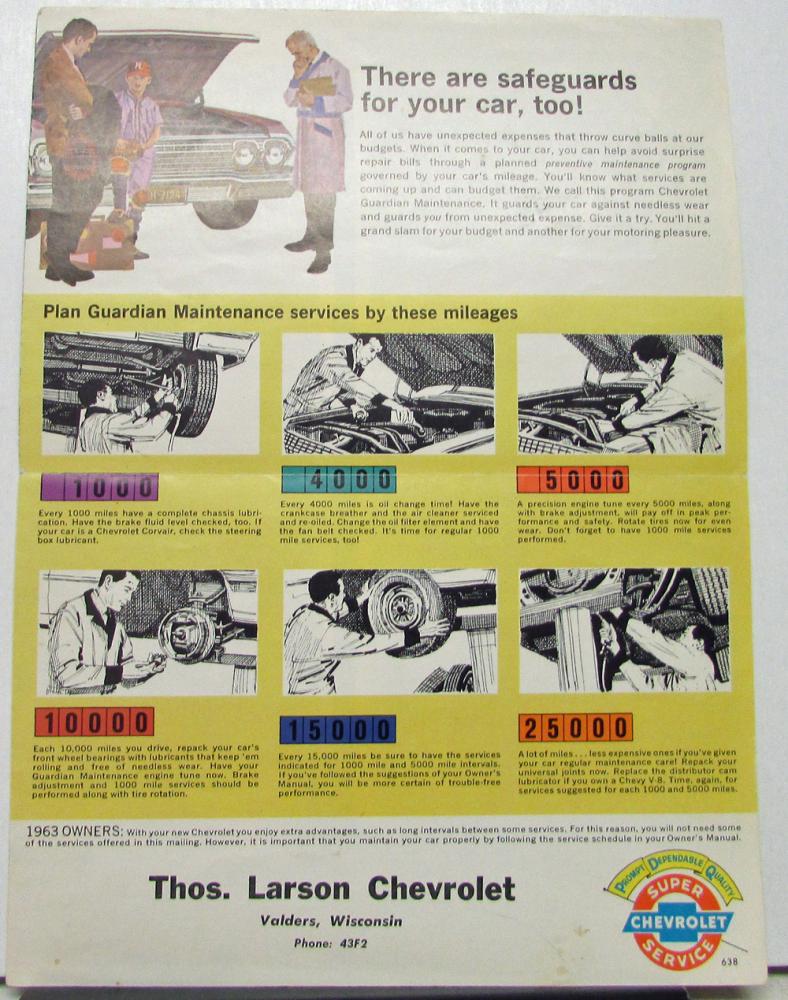 There are safeguards
for your car, too!
All of us have unexpected expenses that throw curve balls at our
budgets. When it comes to your car, you can help avoid surprise
repair bills through a planned preventive maintenance program
governed by your car's mileage. You'll know what services are
coming up and can budget them. We call this program Chevrolet
Guardian Maintenance. It guards your car against needless wear
and guards you from unexpected expense. Give it a try. You'll hit a
grand slam for your budget and another for your motoring pleasure.
Plan Guardian Maintenance services by these mileages
1000
Every 1000 miles have a complete chassis lubri-
cation. Have the brake fluid level checked, too. If
your car is a Chevrolet Corvair, check the steering
box lubricant.
4000
Every 4000 miles is oil change time! Have the
crankcase breather and the air cleaner serviced
and re-oiled. Change the oil filter element and have
the fan belt checked. It's time for regular 1000
mile services, too!
5000
A precision engine tune every 5000 miles, along
with brake adjustment, will pay off in peak per-
formance and safety. Rotate tires now for even
wear. Don't forget to have 1000 mile services
performed.
10000
Each 10,000 miles you drive, repack your car's
front wheel bearings with lubricants that keep 'em
rolling and free of needless wear. Have your
Guardian Maintenance engine tune now. Brake
adjustment and 1000 mile services should be
performed along with tire rotation.
15000
Every 15,000 miles be sure to have the services
indicated for 1000 mile and 5000 mile intervals.
If you've followed the suggestions of your Owner's
Manual, you will be more certain of trouble-free
performance.
25000
A lot of miles . . . less expensive ones if you've given
your car regular maintenance care! Repack your
universal joints now. Replace the distributor cam
lubricator if you own a Chevy V-8. Time, again, for
services suggested for each 1000 and 5000 miles.
1963 OWNERS: With your new Chevrolet you enjoy extra advantages, such as long intervals between some services. For this reason, you will not need some
of the services offered in this mailing. However, it is important that you maintain your car properly by following the service schedule in your Owner's Manual.
Thos. Larson Chevrolet
Valders, Wisconsin
Phone: 43F2
PROMPT DEPENDABLE QUALITY
SUPER
CHEVROLET
SERVICE
638